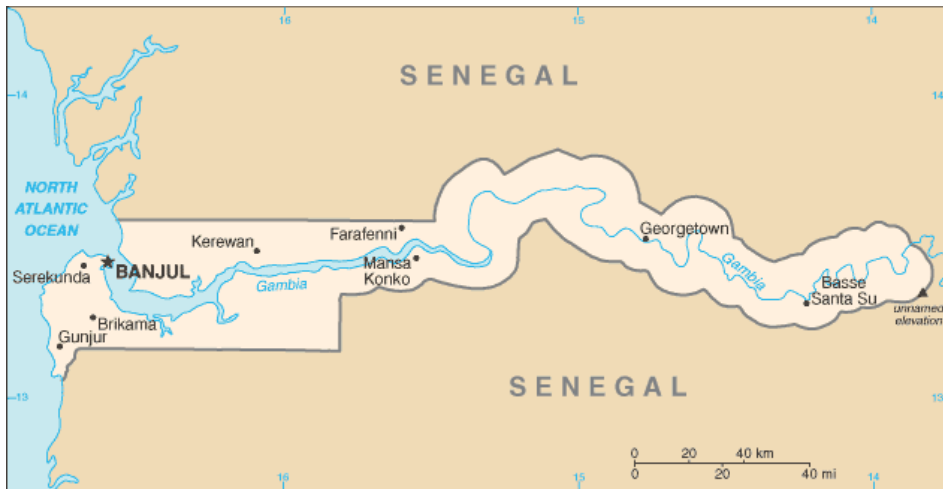 16
15
14
14
14
SENEGAL
NORTH
ATLANTIC
OCEAN
Kerewan
Farafenni
Georgetown
BANJUL
Serekunda
Mansa
Konko
Gambia
Gambia
Basse
Santa Su
Brikama
Gunjur
unnamed
elevation
SENEGAL
13
13
0 20 40 km
0 20 40 mi
16
15
14